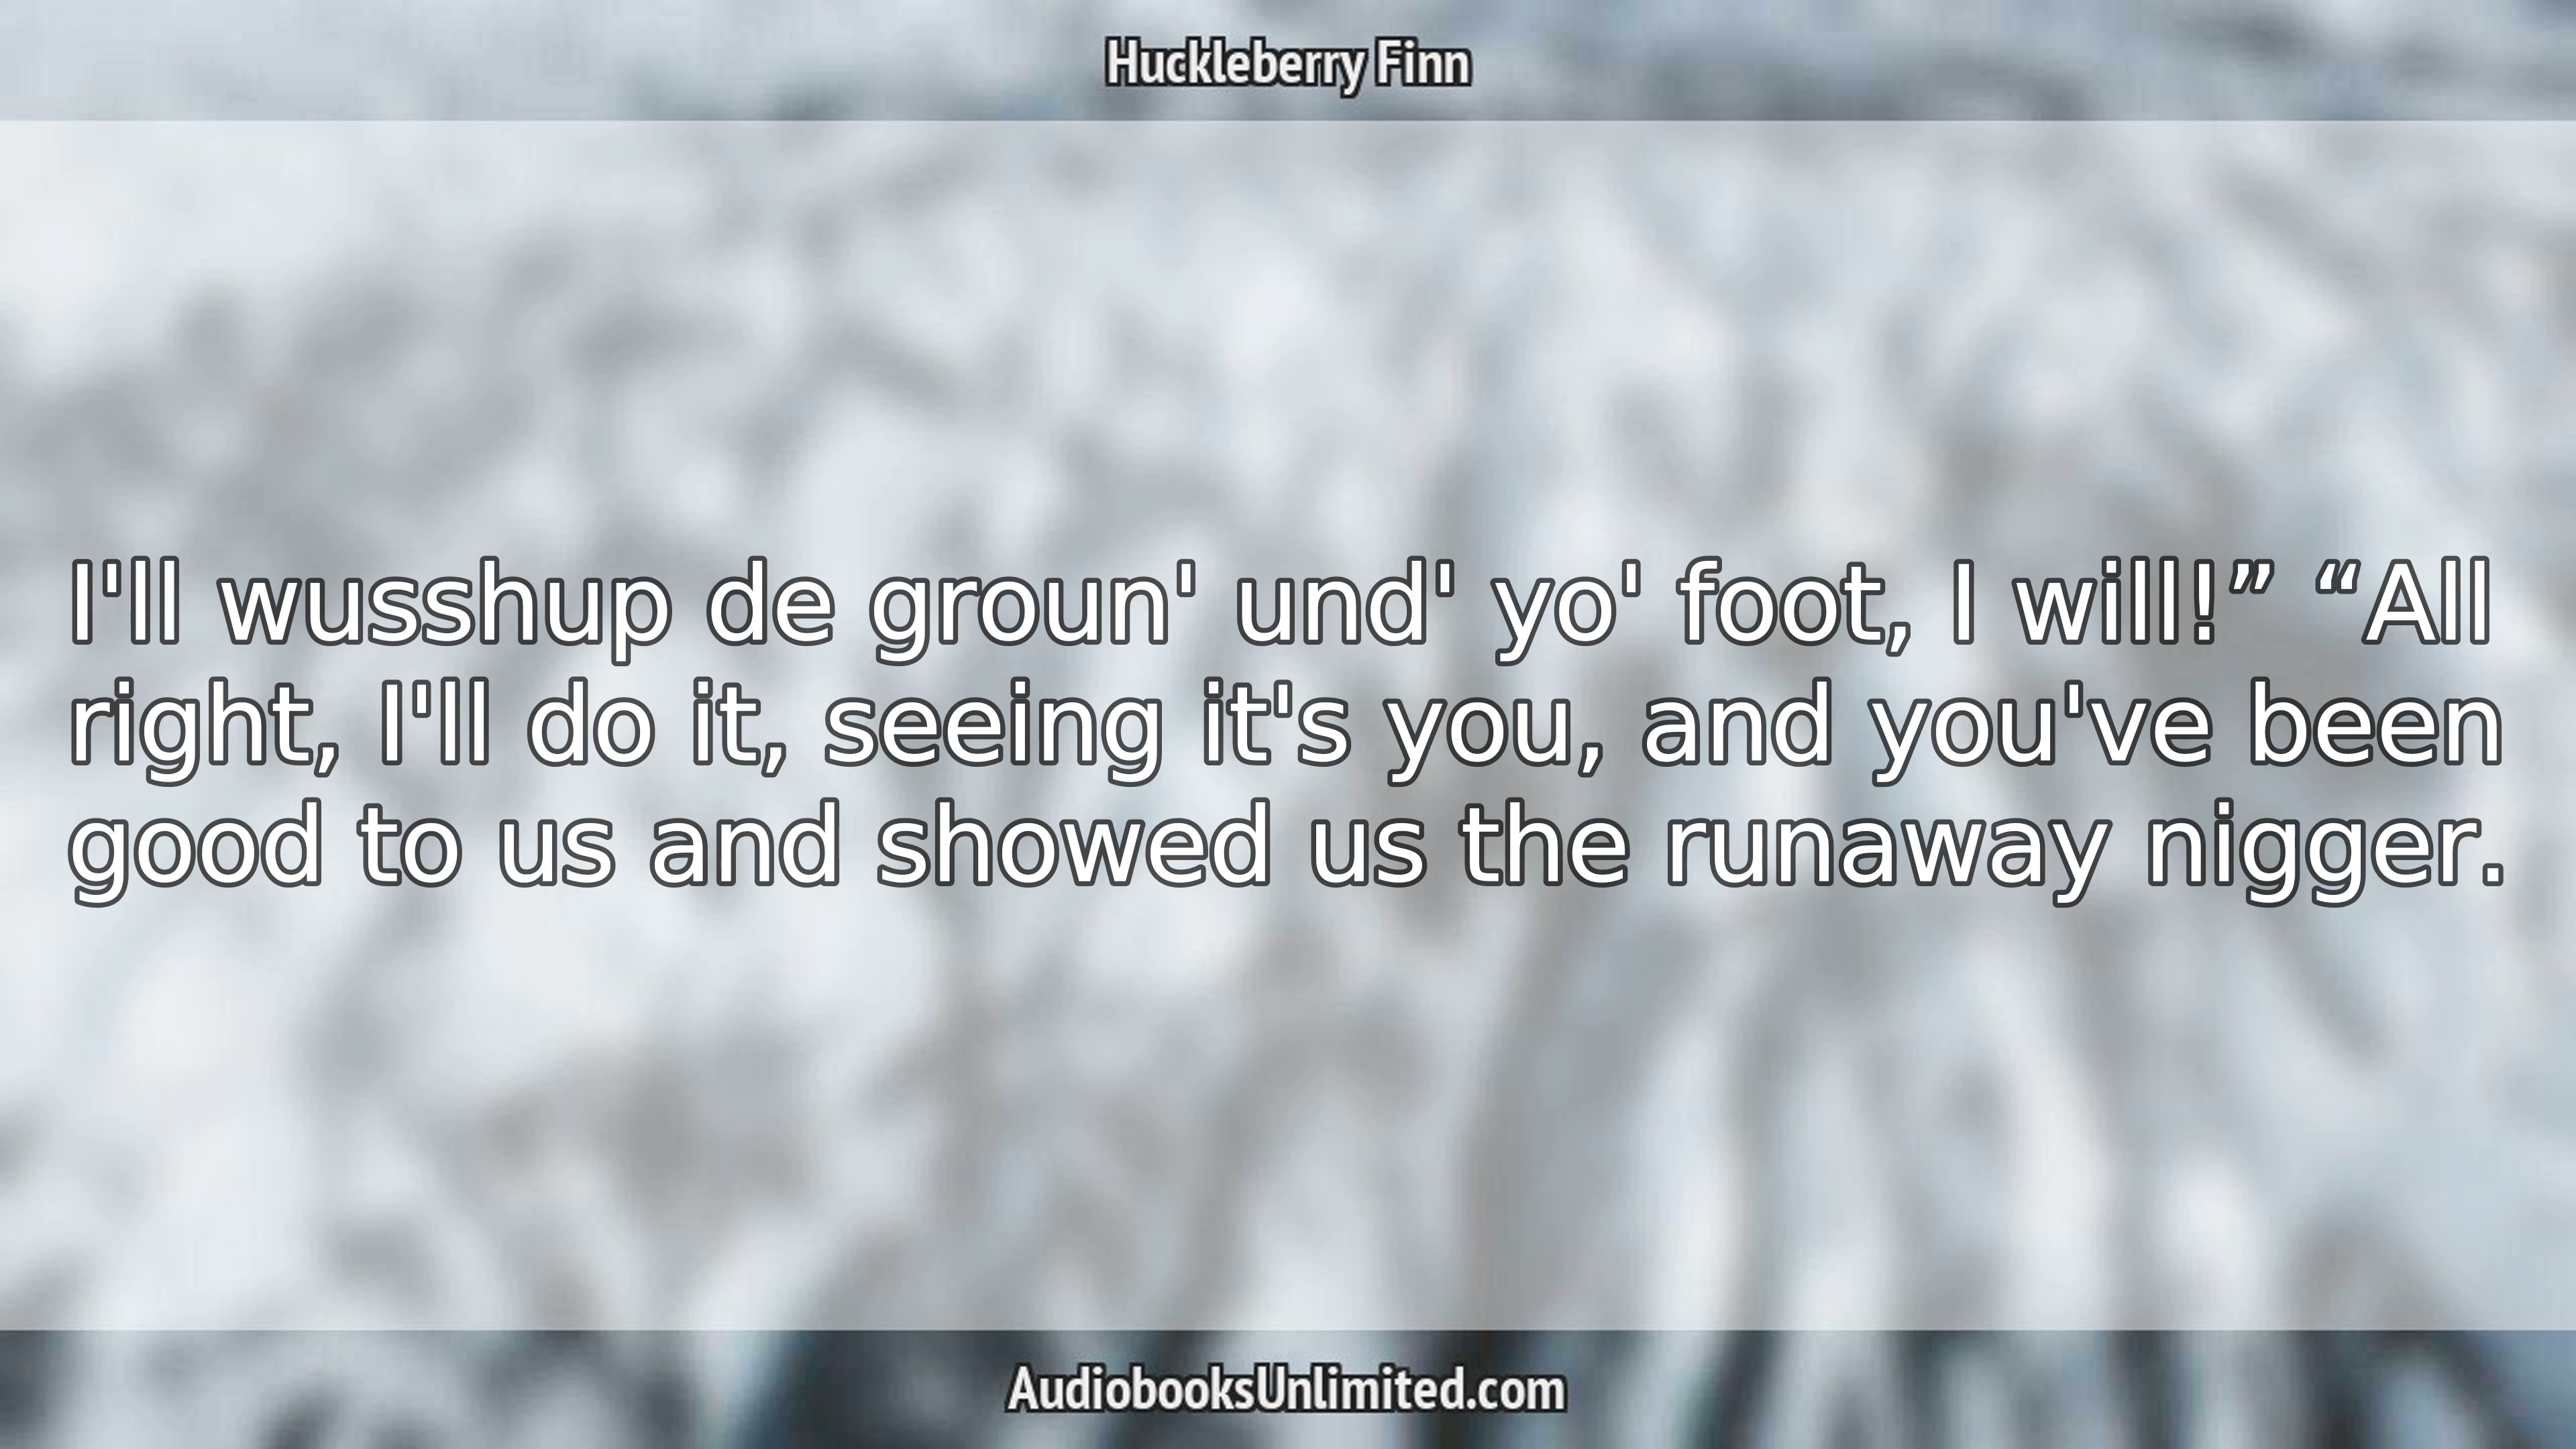 Huckleberry Finn
I'll wusshup de groun' und' yo' foot, I will!” “All
right, I'll do it, seeing it's you, and you've been
good to us and showed us the runaway nigger.
AudiobooksUnlimited.com